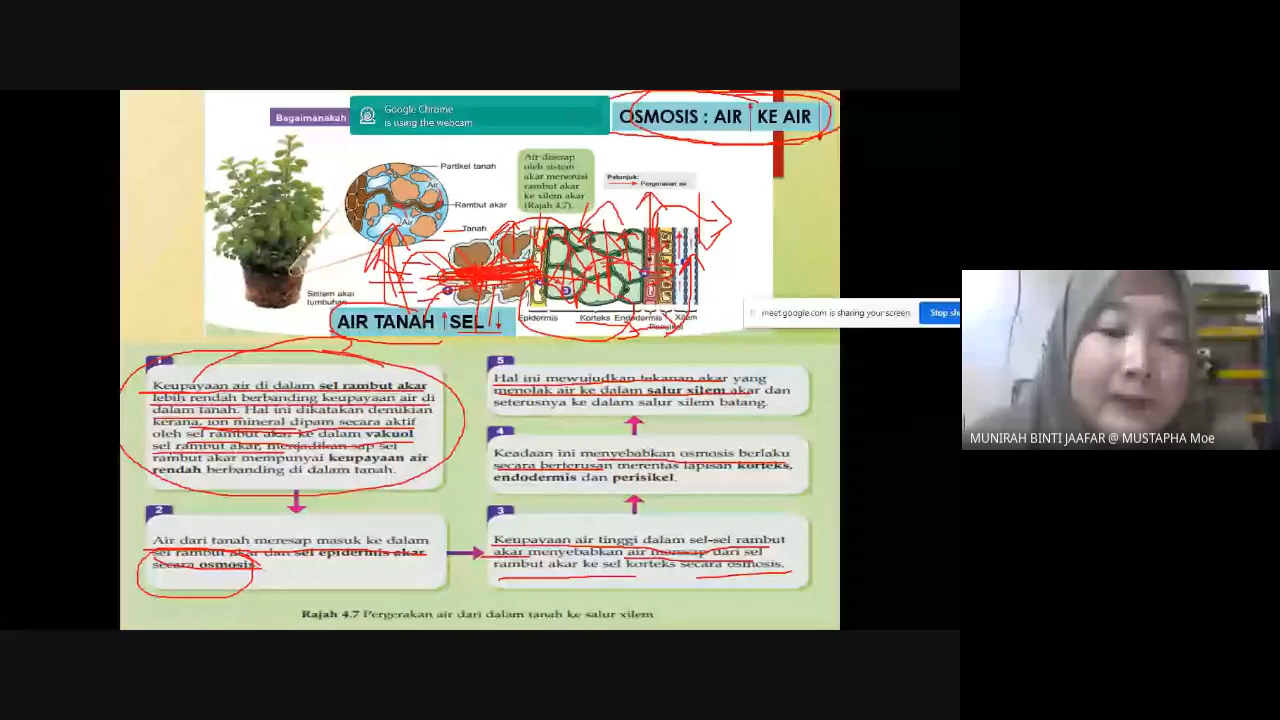 Google Chrome
is using the webcam
Bagaimanakah
OSMOSIS : AIR KE AIR
Partikel tanah
Air
Rambut akar
Air
Tanah
Sistem akar
tumbuhan
Air diserap
oleh sistem
akar menerusi
rambut akar
ke xilem akar
(Rajah 4.7).
Petunjuk:
Pergerakan air
Epidermis
Korteks
Endodermis
Perisikel
Xilem
AIR TANAH SEL
meet.google.com is sharing your screen.
Stop sh
1
Keupayaan air di dalam sel rambut akar
lebih rendah berbanding keupayaan air di
dalam tanah. Hal ini dikatakan demikian
kerana, ion mineral dipam secara aktif
oleh sel rambut akar ke dalam vakuol
sel rambut akar, menjadikan sap sel
rambut akar mempunyai keupayaan air
rendah berbanding di dalam tanah.
2
Air dari tanah meresap masuk ke dalam
sel rambut akar dan sel epidermis akar
secara osmosis.
3
Keupayaan air tinggi dalam sel-sel rambut
akar menyebabkan air meresap dari sel
rambut akar ke sel korteks secara osmosis.
4
Keadaan ini menyebabkan osmosis berlaku
secara berterusan merentas lapisan korteks,
endodermis dan perisikel.
5
Hal ini mewujudkan tekanan akar yang
menolak air ke dalam salur xilem akar dan
seterusnya ke dalam salur xilem batang.
Rajah 4.7 Pergerakan air dari dalam tanah ke salur xilem
MUNIRAH BINTI JAAFAR @ MUSTAPHA Moe